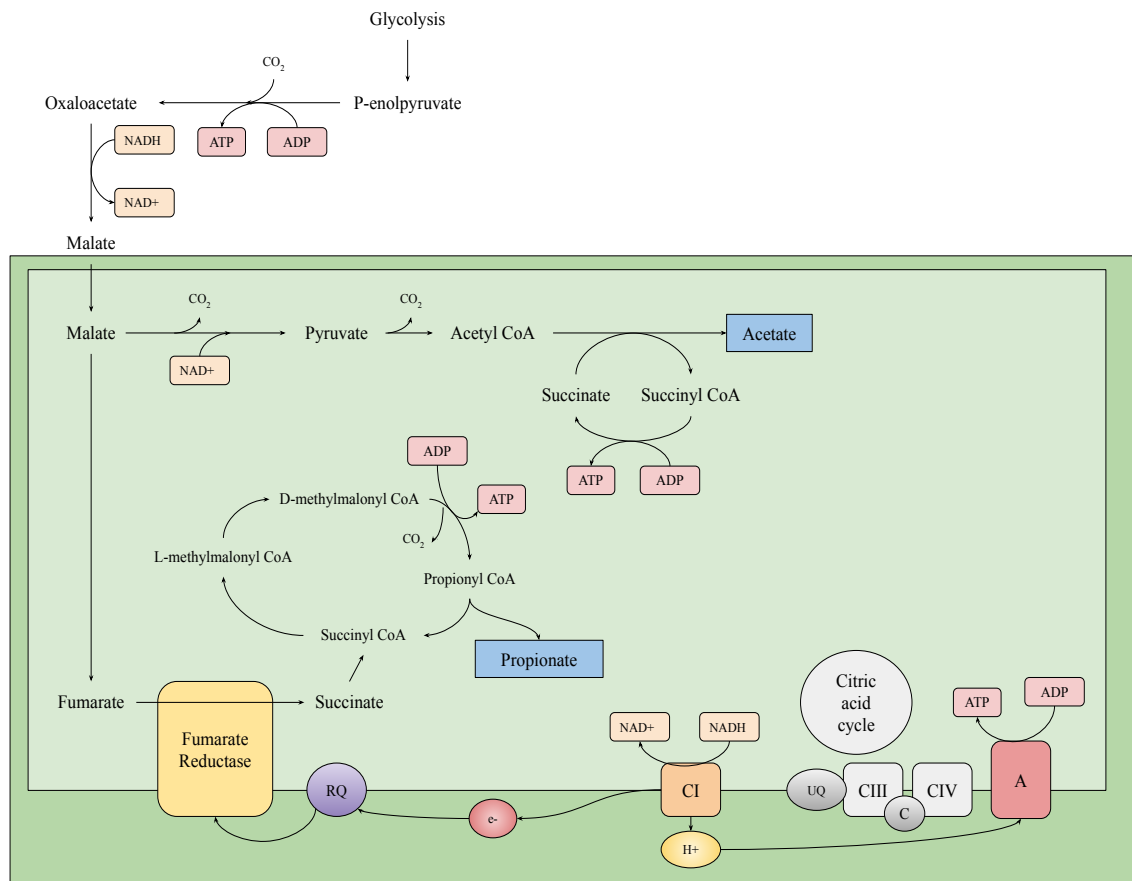 Glycolysis
CO2
Oxaloacetate
P-enolpyruvate
NADH
ATP
ADP
NAD+
Malate
CO2
CO2
Malate
Pyruvate
Acetyl CoA
Acetate
NAD+
Succinate
Succinyl CoA
ADP
ATP
ADP
D-methylmalonyl CoA
ATP
CO2
L-methylmalonyl CoA
Propionyl CoA
Succinyl CoA
Propionate
Citric
acid
cycle
Fumarate
Succinate
ATP
ADP
NAD+
NADH
Fumarate
Reductase
RQ
CI
UQ
CIII
CIV
A
C
e-
H+